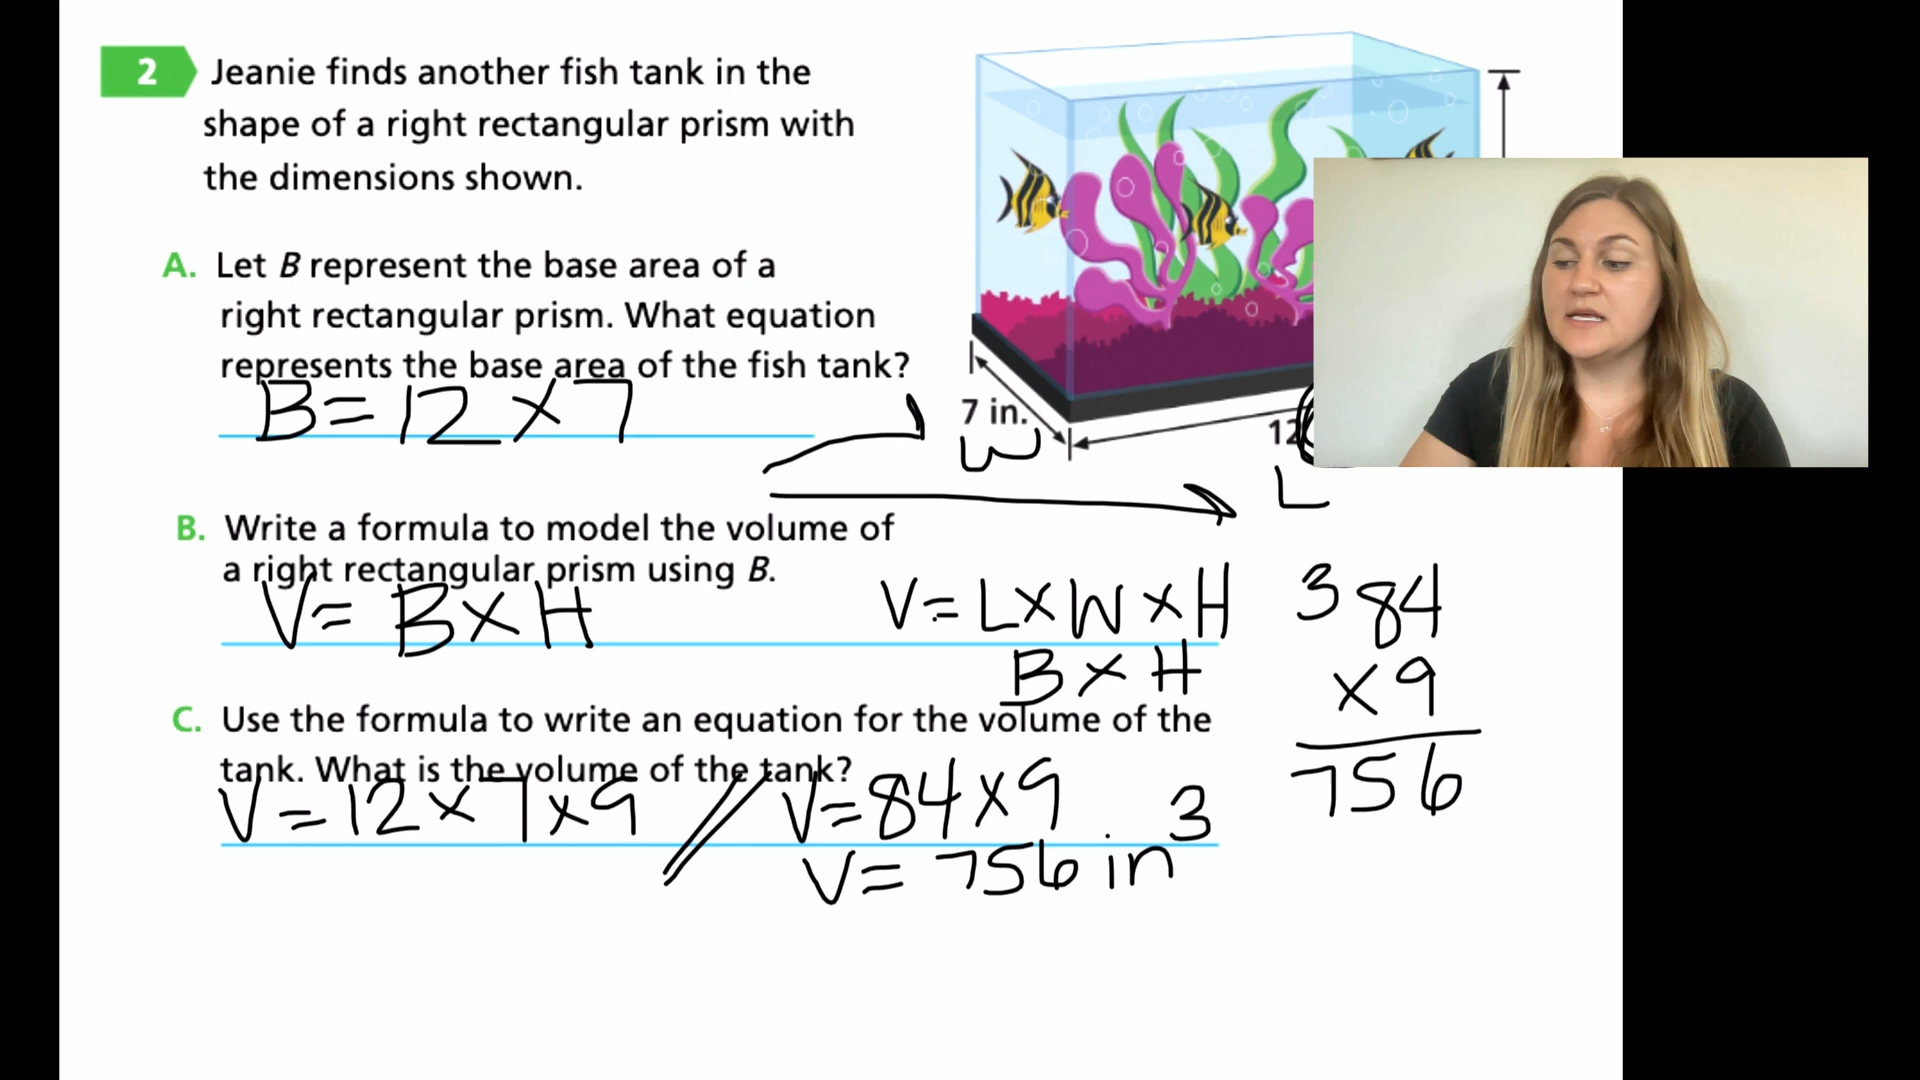 2 Jeanie finds another fish tank in the
shape of a right rectangular prism with
the dimensions shown.
A. Let B represent the base area of a
right rectangular prism. What equation
represents the base area of the fish tank?
B = 12 × 7
7 in.
12
W
L
B. Write a formula to model the volume of
a right rectangular prism using B.
V = B × H
V = L × W × H
B × H
3 84
× 9
756
C. Use the formula to write an equation for the volume of the
tank. What is the volume of the tank?
V = 12 × 7 × 9 // V = 84 × 9
V = 756 in³